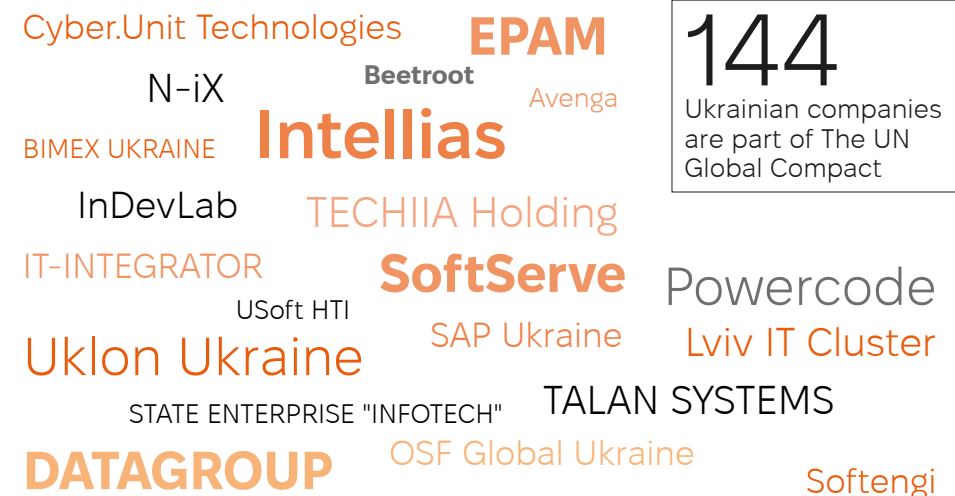 Cyber.Unit Technologies
EPAM
144
Ukrainian companies
are part of The UN
Global Compact
N-iX
Beetroot
Avenga
BIMEX UKRAINE
Intellias
InDevLab
TECHIIA Holding
IT-INTEGRATOR
SoftServe
Powercode
USoft HTI
SAP Ukraine
Lviv IT Cluster
Uklon Ukraine
TALAN SYSTEMS
STATE ENTERPRISE "INFOTECH"
OSF Global Ukraine
DATAGROUP
Softengi